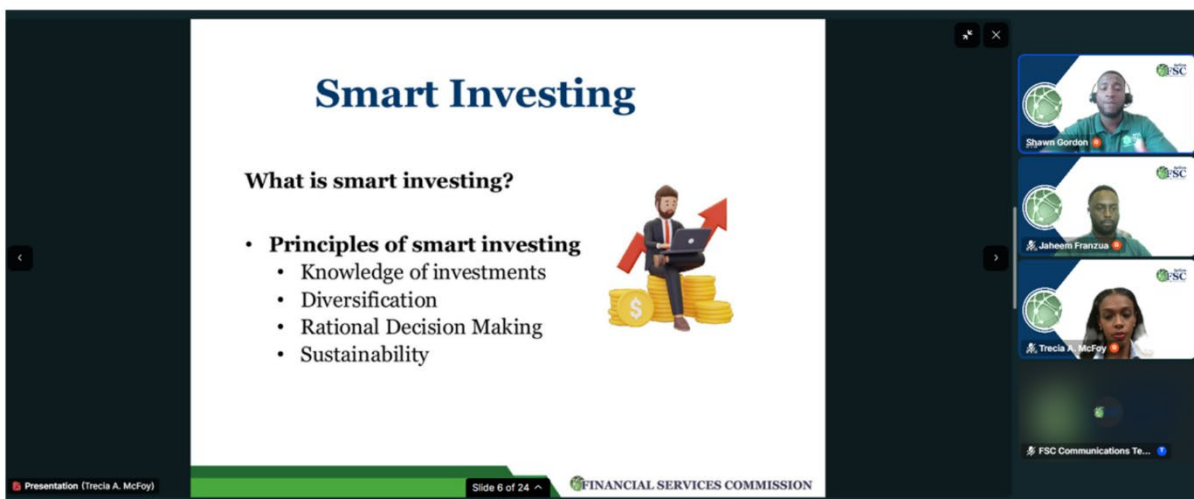 Smart Investing
What is smart investing?
• Principles of smart investing
• Knowledge of investments
• Diversification
• Rational Decision Making
• Sustainability
$
Presentation (Trecia A. McFoy)
Slide 6 of 24
FINANCIAL SERVICES COMMISSION
FSC
Shawn Gordon
FSC
Jaheem Franzua
FSC
Trecia A. McFoy
FSC Communications Te...